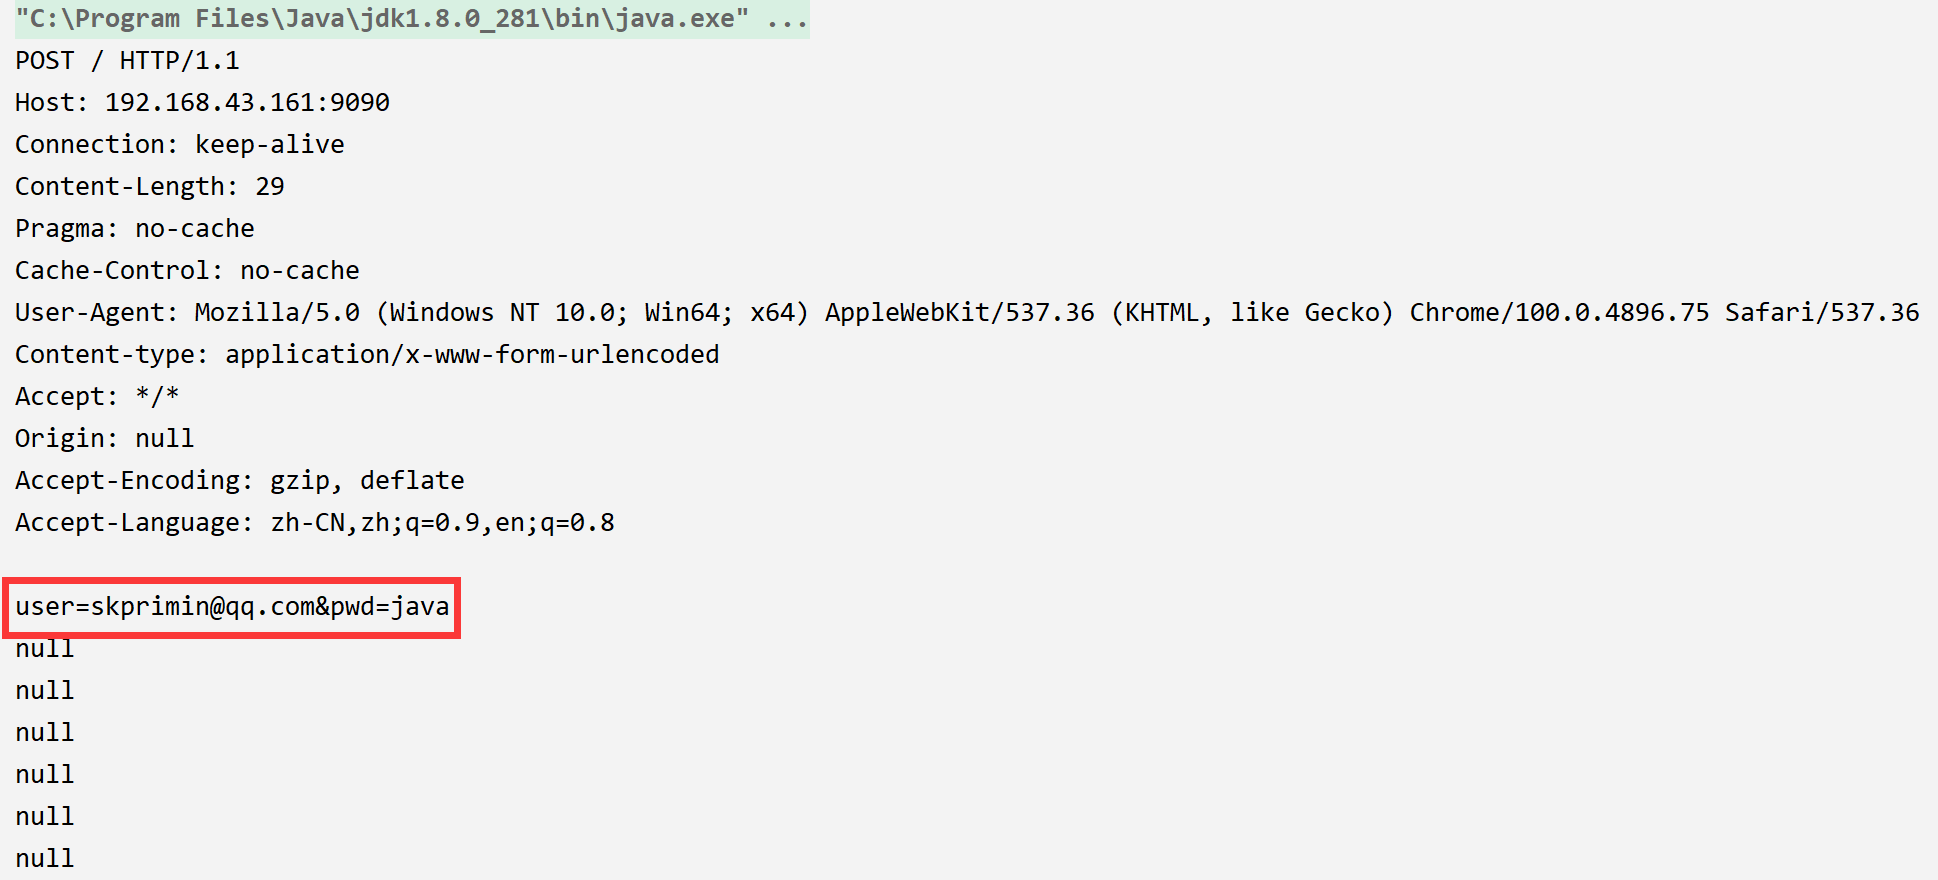 "C:\Program Files\Java\jdk1.8.0_281\bin\java.exe" ...
POST / HTTP/1.1
Host: 192.168.43.161:9090
Connection: keep-alive
Content-Length: 29
Pragma: no-cache
Cache-Control: no-cache
User-Agent: Mozilla/5.0 (Windows NT 10.0; Win64; x64) AppleWebKit/537.36 (KHTML, like Gecko) Chrome/100.0.4896.75 Safari/537.36
Content-type: application/x-www-form-urlencoded
Accept: */*
Origin: null
Accept-Encoding: gzip, deflate
Accept-Language: zh-CN,zh;q=0.9,en;q=0.8
user=skprimin@qq.com&pwd=java
null
null
null
null
null
null